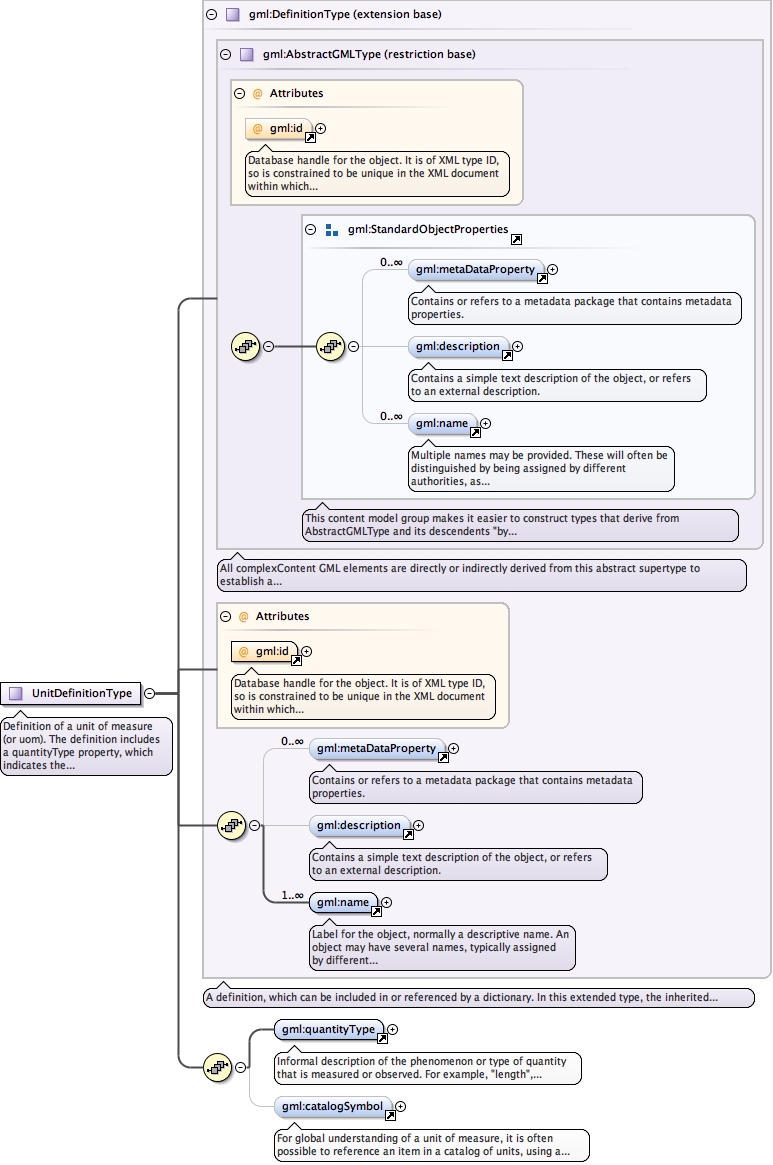 gml:DefinitionType (extension base)
gml:AbstractGMLType (restriction base)
@ Attributes
@ gml:id
Database handle for the object. It is of XML type ID,
so is constrained to be unique in the XML document
within which...
gml:StandardObjectProperties
0..∞
gml:metaDataProperty
Contains or refers to a metadata package that contains metadata
properties.
gml:description
Contains a simple text description of the object, or refers
to an external description.
0..∞
gml:name
Multiple names may be provided. These will often be
distinguished by being assigned by different
authorities, as...
This content model group makes it easier to construct types that derive from
AbstractGMLType and its descendents "by...
All complexContent GML elements are directly or indirectly derived from this abstract supertype to
establish a...
@ Attributes
@ gml:id
Database handle for the object. It is of XML type ID,
so is constrained to be unique in the XML document
within which...
UnitDefinitionType
Definition of a unit of measure
(or uom). The definition includes
a quantityType property, which
indicates the...
0..∞
gml:metaDataProperty
Contains or refers to a metadata package that contains metadata
properties.
gml:description
Contains a simple text description of the object, or refers
to an external description.
1..∞
gml:name
Label for the object, normally a descriptive name. An
object may have several names, typically assigned
by different...
A definition, which can be included in or referenced by a dictionary. In this extended type, the inherited...
gml:quantityType
Informal description of the phenomenon or type of quantity
that is measured or observed. For example, "length",...
gml:catalogSymbol
For global understanding of a unit of measure, it is often
possible to reference an item in a catalog of units, using a...